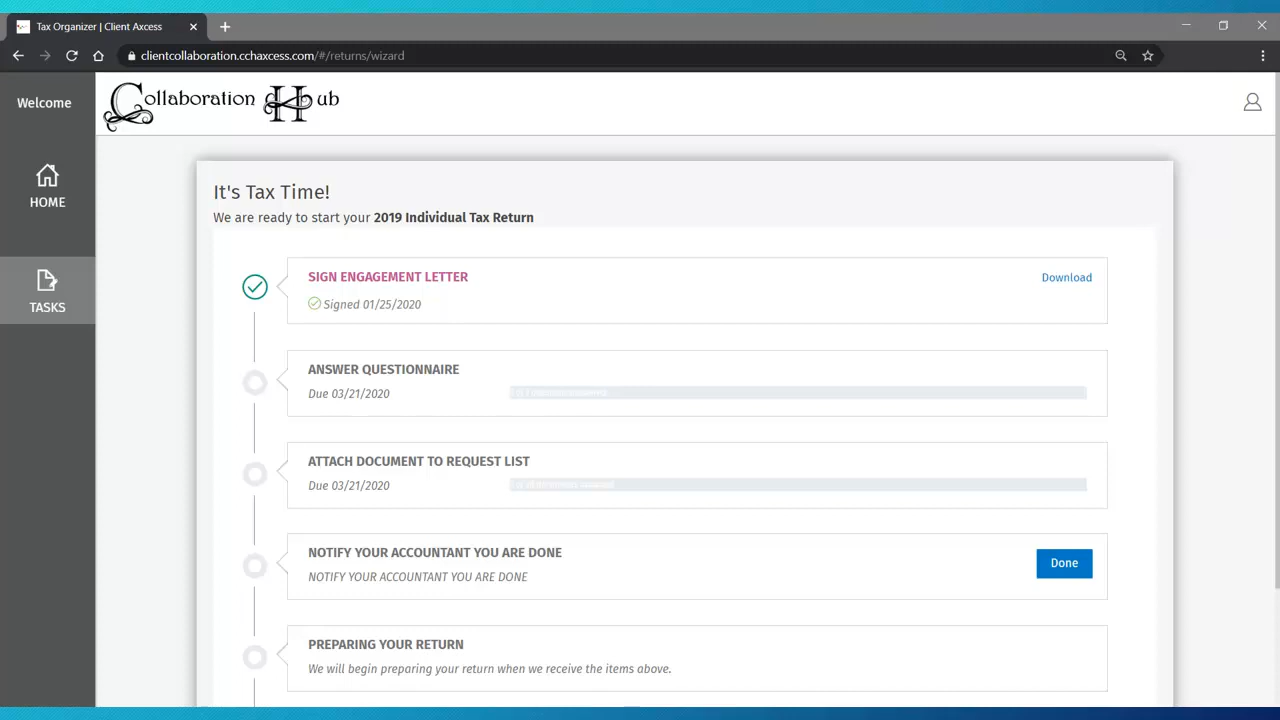 Tax Organizer | Client Axcess
clientcollaboration.cchaxcess.com/#/returns/wizard
Welcome
Collaboration Hub
HOME
TASKS
It's Tax Time!
We are ready to start your 2019 Individual Tax Return
SIGN ENGAGEMENT LETTER
Download
Signed 01/25/2020
ANSWER QUESTIONNAIRE
Due 03/21/2020
ATTACH DOCUMENT TO REQUEST LIST
Due 03/21/2020
NOTIFY YOUR ACCOUNTANT YOU ARE DONE
NOTIFY YOUR ACCOUNTANT YOU ARE DONE
Done
PREPARING YOUR RETURN
We will begin preparing your return when we receive the items above.